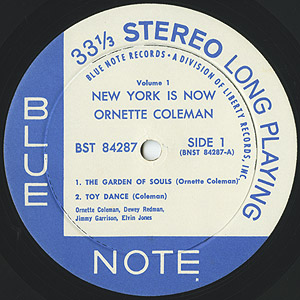 33⅓ STEREO LONG PLAYING
BLUE NOTE RECORDS • A DIVISION OF LIBERTY RECORDS, INC.
Volume 1
NEW YORK IS NOW
ORNETTE COLEMAN
BST 84287
SIDE 1
(BNST 84287-A)
1. THE GARDEN OF SOULS (Ornette Coleman)
2. TOY DANCE (Coleman)
Ornette Coleman, Dewey Redman,
Jimmy Garrison, Elvin Jones
BLUE
NOTE